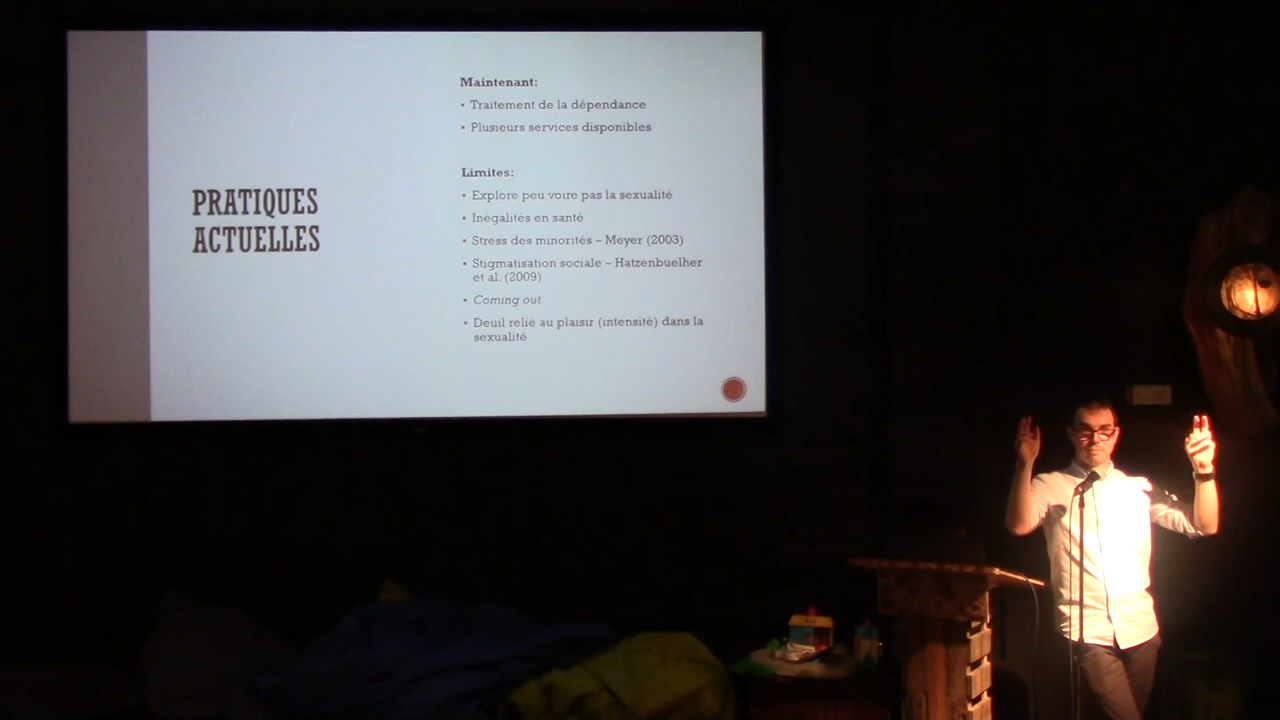 PRATIQUES
ACTUELLES
Maintenant:
• Traitement de la dépendance
• Plusieurs services disponibles
Limites:
• Explore peu voire pas la sexualité
• Inégalités en santé
• Stress des minorités – Meyer (2003)
• Stigmatisation sociale – Hatzenbuelher
et al. (2009)
• Coming out
• Deuil relié au plaisir (intensité) dans la
sexualité